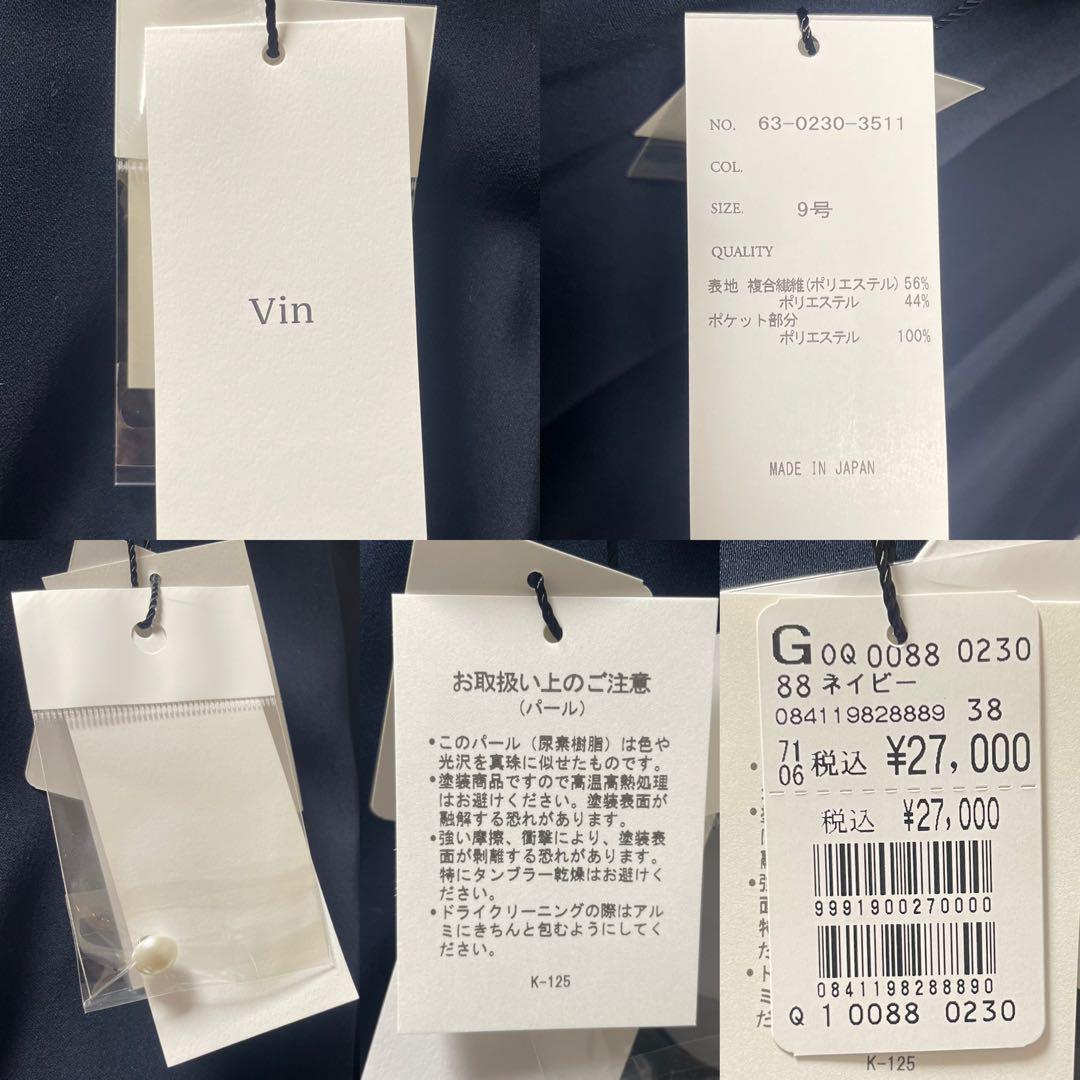 Vin
NO. 63-0230-3511
COL.
SIZE. 9号
QUALITY
表地 複合繊維(ポリエステル) 56%
ポリエステル 44%
ポケット部分
ポリエステル 100%
MADE IN JAPAN
お取扱い上のご注意
(パール)
•このパール（尿素樹脂）は色や
光沢を真珠に似せたものです。
•塗装商品ですので高温高熱処理
はお避けください。塗装表面が
融解する恐れがあります。
•強い摩擦、衝撃により、塗装表
面が剥離する恐れがあります。
特にタンブラー乾燥はお避けく
ださい。
•ドライクリーニングの際はアル
ミにきちんと包むようにしてく
ださい。
K-125
G 0Q 0088 0230
88 ネイビー
084119828889 38
71
06 税込 ¥27,000
税込 ¥27,000
9991900270000
0841198288890
Q 1 0088 0230
K-125